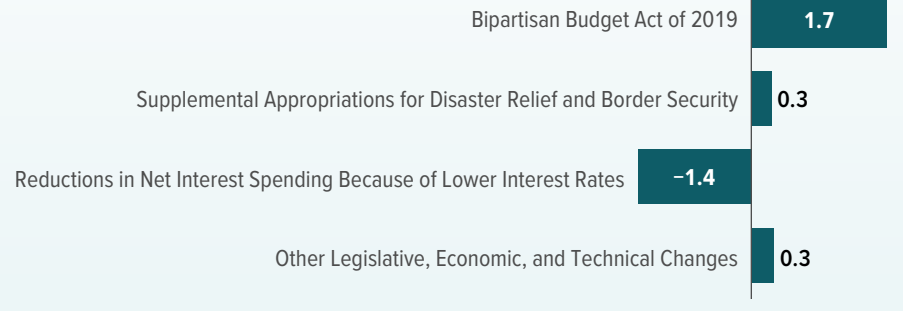 Bipartisan Budget Act of 2019 1.7
Supplemental Appropriations for Disaster Relief and Border Security 0.3
Reductions in Net Interest Spending Because of Lower Interest Rates −1.4
Other Legislative, Economic, and Technical Changes 0.3